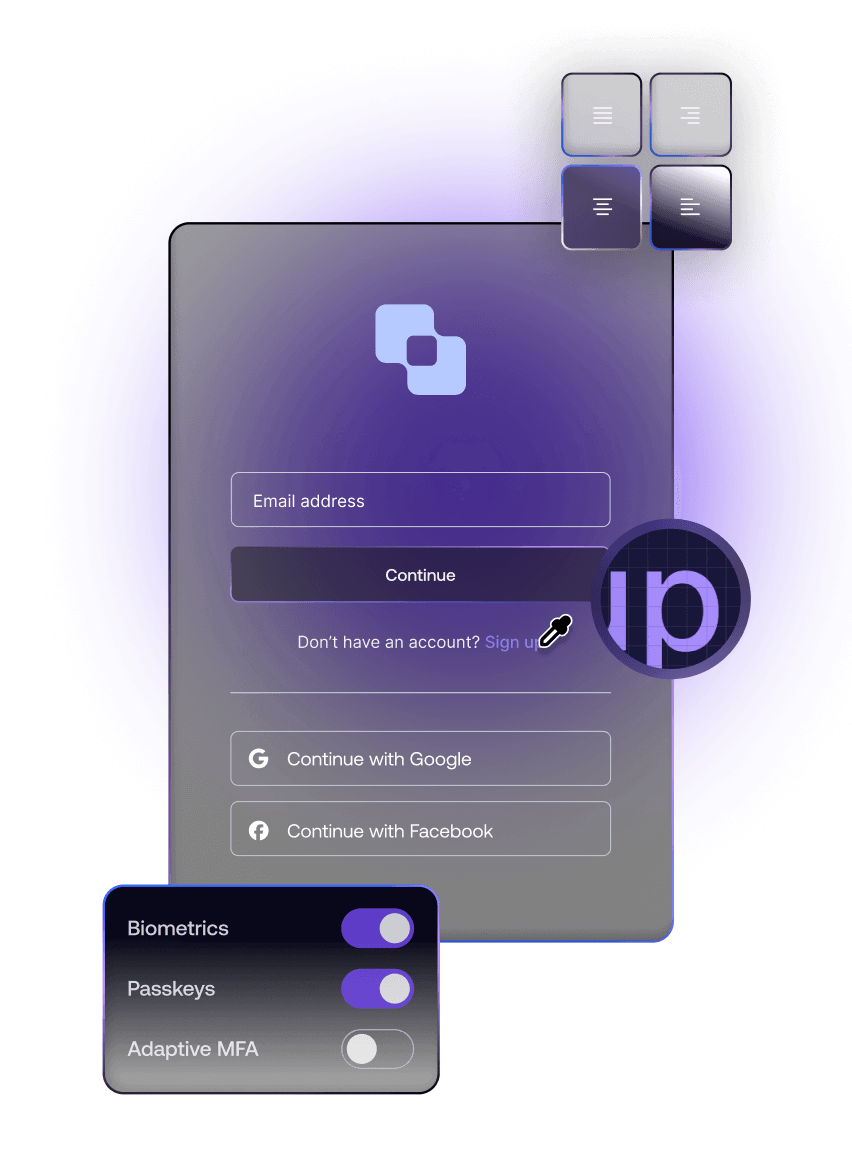 Email address
Continue
Don’t have an account? Sign up
up
Continue with Google
Continue with Facebook
Biometrics
Passkeys
Adaptive MFA